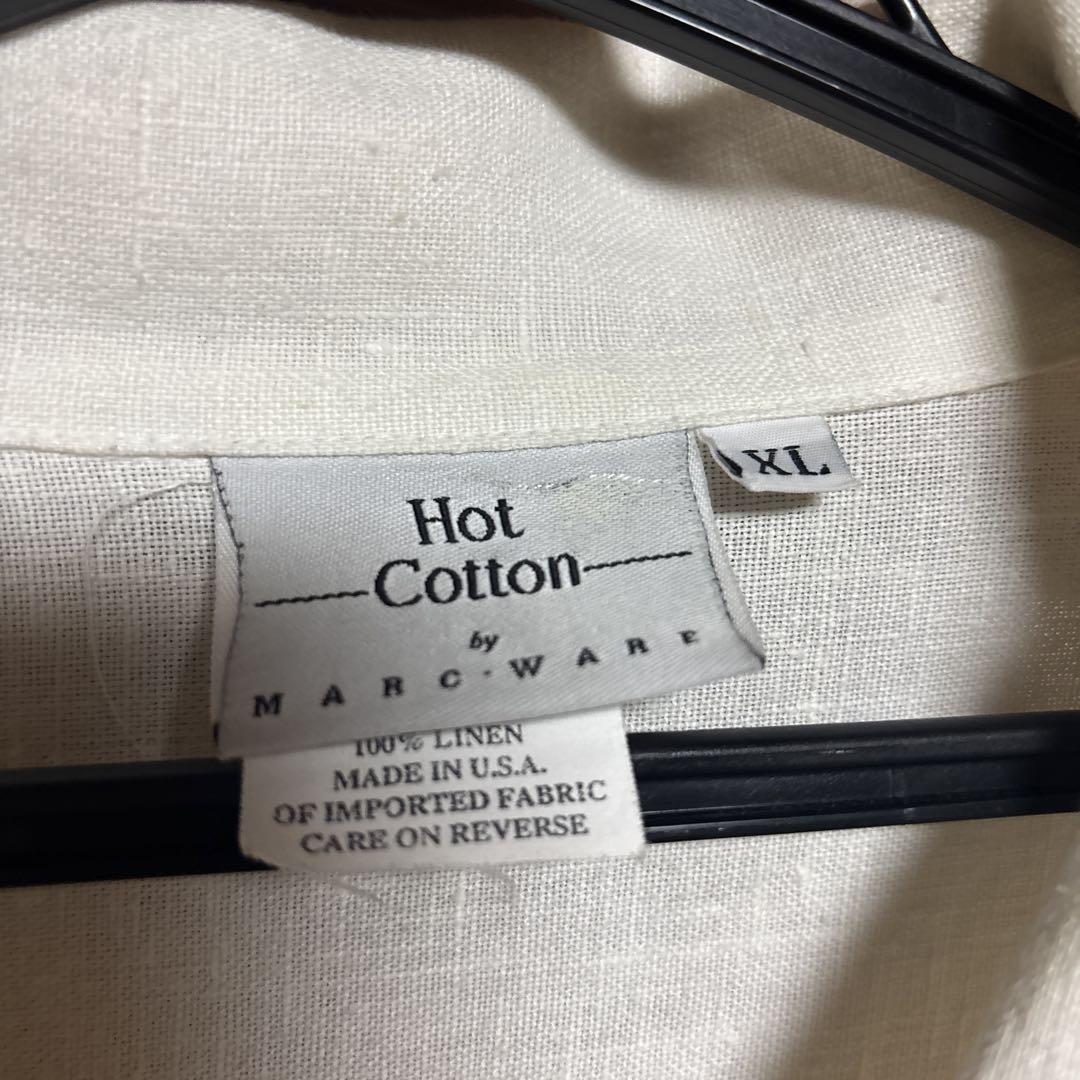 XL
Hot
Cotton
by
MARC·WARE
100% LINEN
MADE IN U.S.A.
OF IMPORTED FABRIC
CARE ON REVERSE